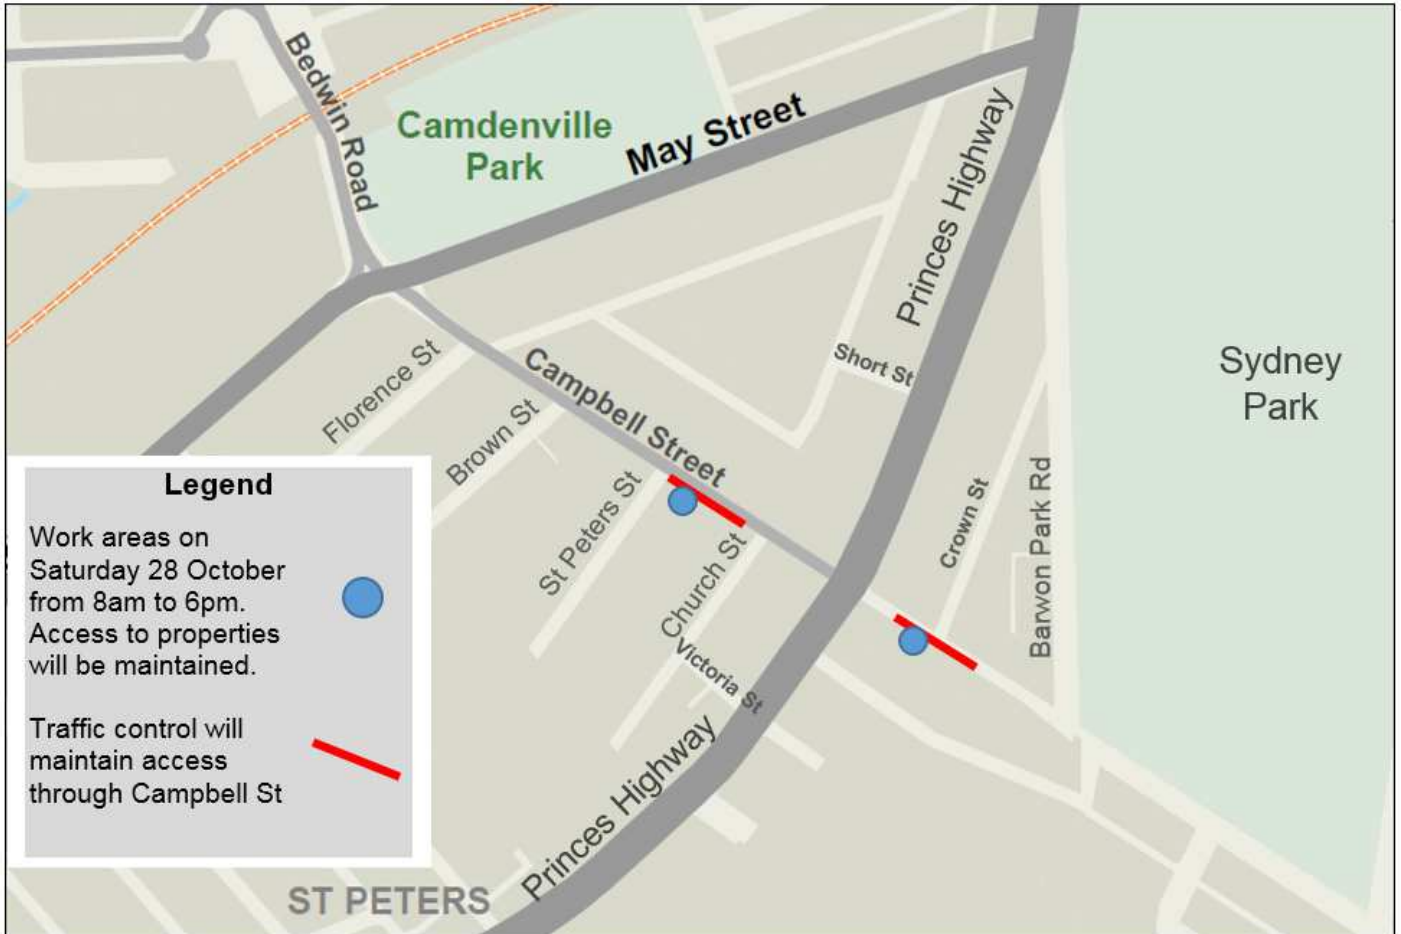 Bedwin Road
Camdenville
Park
May Street
Princes Highway
Short St
Sydney
Park
Florence St
Campbell Street
Brown St
St Peters St
Church St
Crown St
Barwon Park Rd
Victoria St
Princes Highway
ST PETERS
Legend
Work areas on
Saturday 28 October
from 8am to 6pm.
Access to properties
will be maintained.
Traffic control will
maintain access
through Campbell St